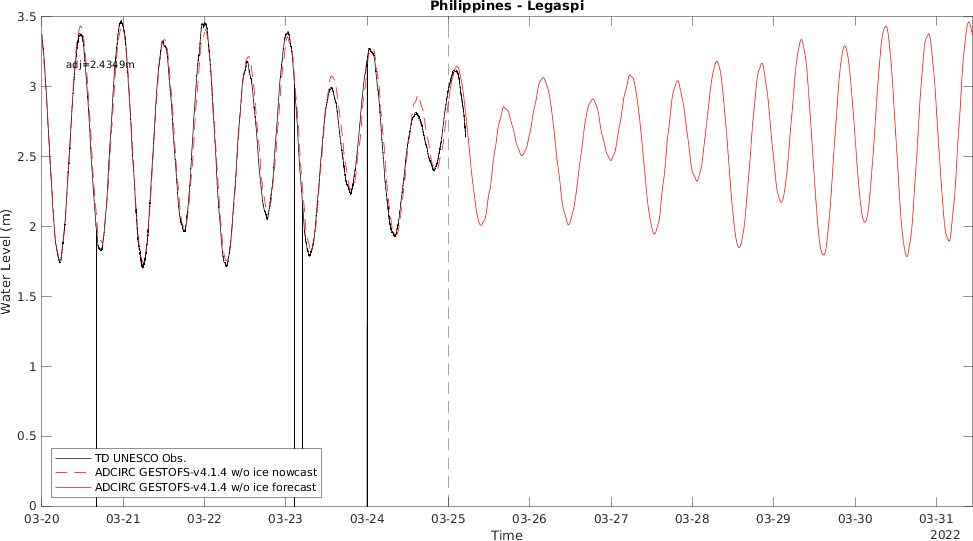 Philippines - Legaspi
3.5
adj=2.4349m
3
2.5
2
1.5
1
0.5
0
Water Level (m)
TD UNESCO Obs.
ADCIRC GESTOFS-v4.1.4 w/o ice nowcast
ADCIRC GESTOFS-v4.1.4 w/o ice forecast
03-20 03-21 03-22 03-23 03-24 03-25 03-26 03-27 03-28 03-29 03-30 03-31
Time
2022